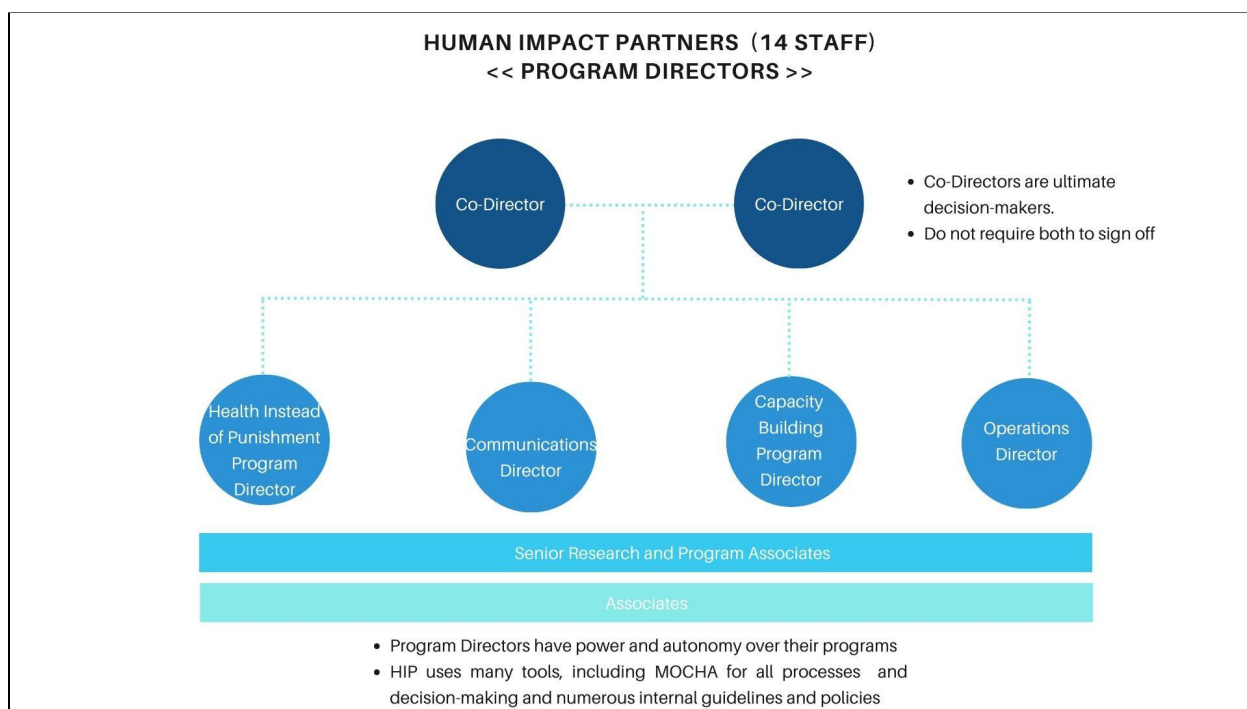 HUMAN IMPACT PARTNERS (14 STAFF)
<< PROGRAM DIRECTORS >>
Co-Director
Co-Director
• Co-Directors are ultimate
decision-makers.
• Do not require both to sign off
Health Instead
of Punishment
Program
Director
Communications
Director
Capacity
Building
Program
Director
Operations
Director
Senior Research and Program Associates
Associates
• Program Directors have power and autonomy over their programs
• HIP uses many tools, including MOCHA for all processes and
decision-making and numerous internal guidelines and policies